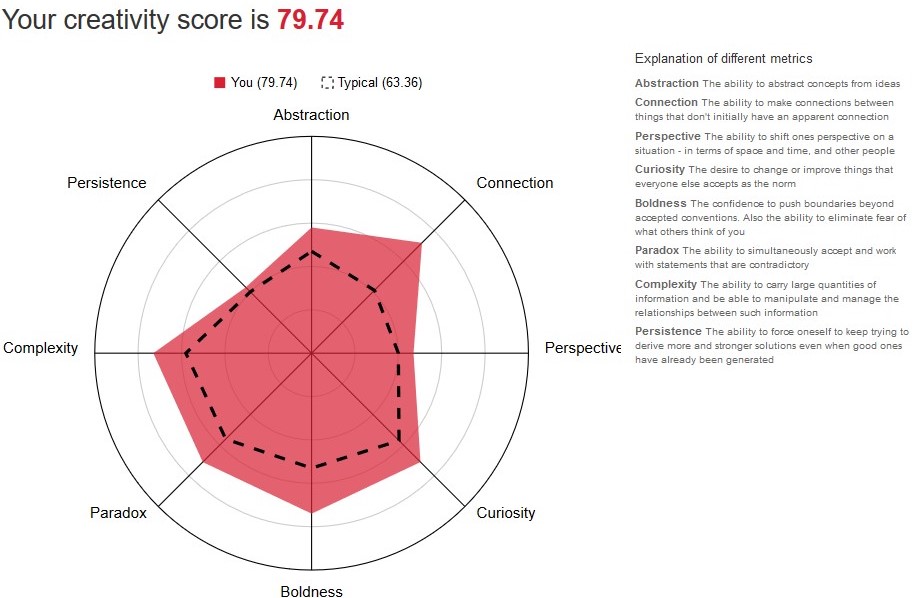 Your creativity score is 79.74
You (79.74)
Typical (63.36)
Abstraction
Persistence
Connection
Complexity
Perspective
Paradox
Curiosity
Boldness
Explanation of different metrics
Abstraction The ability to abstract concepts from ideas
Connection The ability to make connections between
things that don't initially have an apparent connection
Perspective The ability to shift ones perspective on a
situation - in terms of space and time, and other people
Curiosity The desire to change or improve things that
everyone else accepts as the norm
Boldness The confidence to push boundaries beyond
accepted conventions. Also the ability to eliminate fear of
what others think of you
Paradox The ability to simultaneously accept and work
with statements that are contradictory
Complexity The ability to carry large quantities of
information and be able to manipulate and manage the
relationships between such information
Persistence The ability to force oneself to keep trying to
derive more and stronger solutions even when good ones
have already been generated